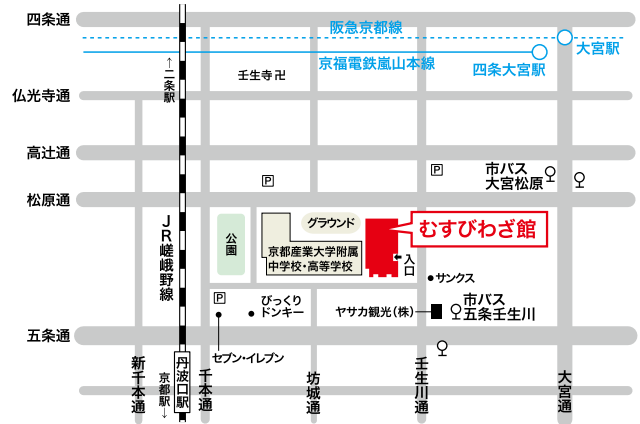 四条通
阪急京都線
大宮駅
京福電鉄嵐山本線
四条大宮駅
←二条駅
壬生寺卍
仏光寺通
高辻通
P
P
市バス
大宮松原
松原通
JR嵯峨野線
公園
グラウンド
京都産業大学附属
中学校・高等学校
むすびわざ館
入口
サンクス
P
びっくり
ドンキー
ヤサカ観光(株)
市バス
五条壬生川
五条通
セブン・イレブン
新千本通
京都駅→
丹波口駅
千本通
坊城通
壬生川通
大宮通